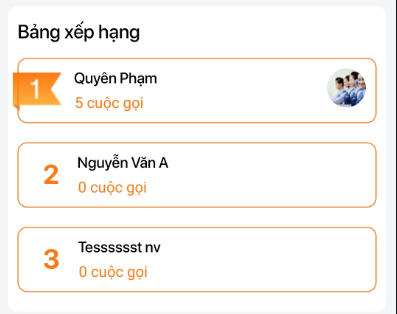 Bảng xếp hạng
1
Quyên Phạm
5 cuộc gọi
2
Nguyễn Văn A
0 cuộc gọi
3
Tesssssst nv
0 cuộc gọi